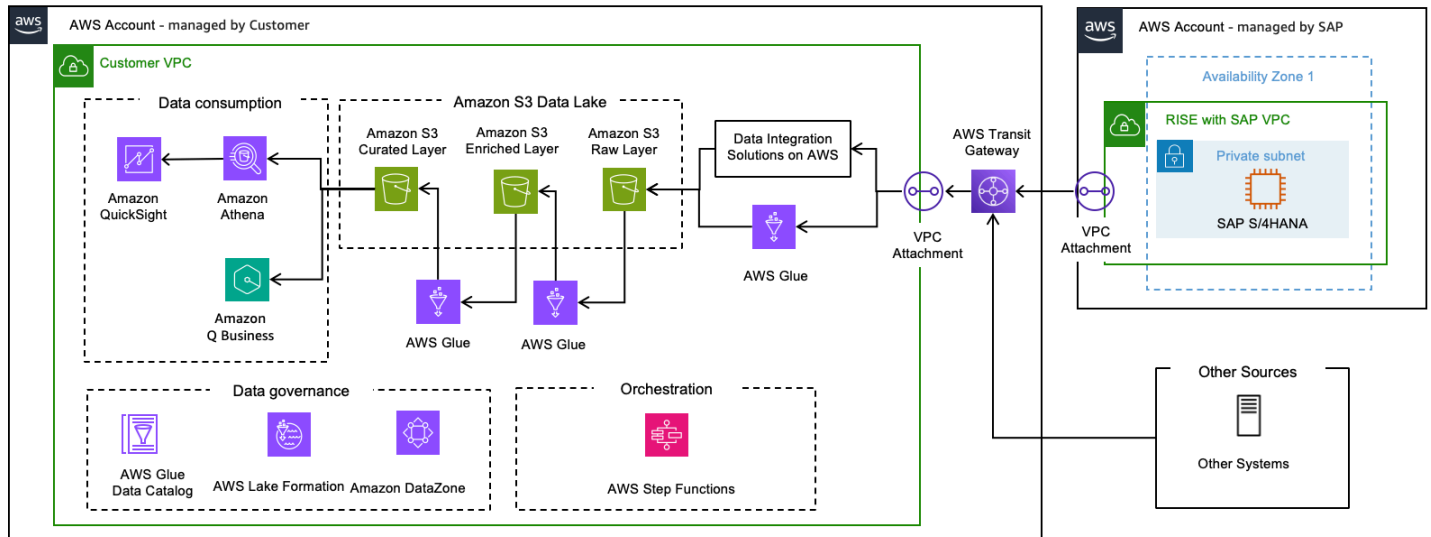 aws
AWS Account - managed by Customer
Customer VPC
Data consumption
Amazon
QuickSight
Amazon
Athena
Amazon
Q Business
Amazon S3 Data Lake
Amazon S3
Curated Layer
Amazon S3
Enriched Layer
Amazon S3
Raw Layer
AWS Glue
AWS Glue
Data Integration
Solutions on AWS
AWS Glue
VPC
Attachment
AWS Transit
Gateway
Data governance
AWS Glue
Data Catalog
AWS Lake Formation
Amazon DataZone
Orchestration
AWS Step Functions
aws
AWS Account - managed by SAP
Availability Zone 1
RISE with SAP VPC
Private subnet
SAP S/4HANA
VPC
Attachment
Other Sources
Other Systems